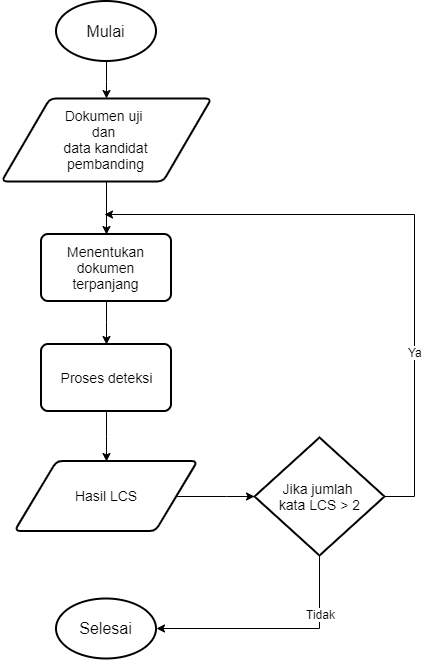 Mulai
Dokumen uji
dan
data kandidat
pembanding
Menentukan
dokumen
terpanjang
Ya
Proses deteksi
Hasil LCS
Jika jumlah
kata LCS > 2
Tidak
Selesai